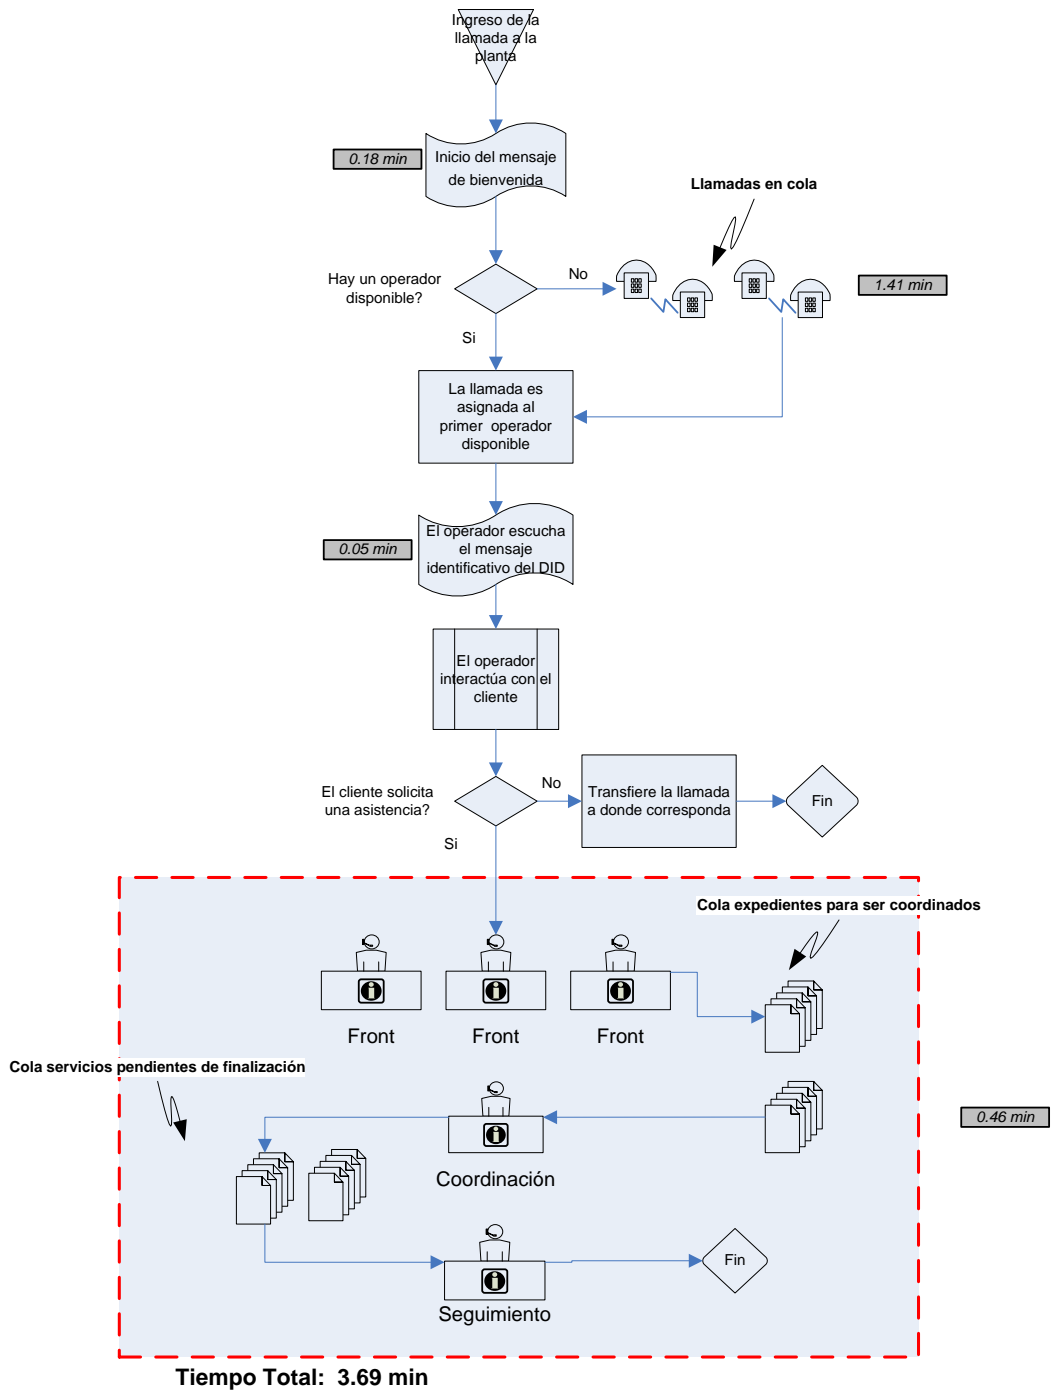 Ingreso de la
llamada a la
planta
0.18 min
Inicio del mensaje
de bienvenida
Llamadas en cola
Hay un operador
disponible?
No
1.41 min
Si
La llamada es
asignada al
primer operador
disponible
0.05 min
El operador escucha
el mensaje
identificativo del DID
El operador
interactúa con el
cliente
El cliente solicita
una asistencia?
No
Transfiere la llamada
a donde corresponda
Fin
Si
Cola expedientes para ser coordinados
Front
Front
Front
Cola servicios pendientes de finalización
0.46 min
Coordinación
Fin
Seguimiento
Tiempo Total: 3.69 min